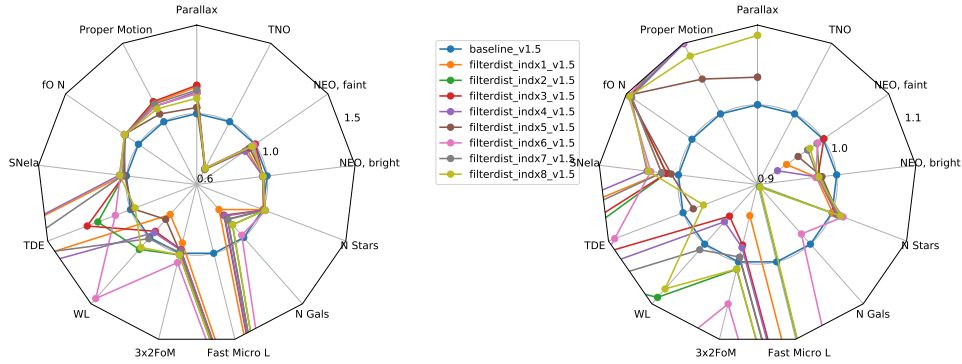 Parallax
TNO
NEO, faint
NEO, bright
N Stars
N Gals
Fast Micro L
3x2FoM
WL
TDE
SNeIa
fO N
Proper Motion
0.6
1.0
1.5
baseline_v1.5
filterdist_indx1_v1.5
filterdist_indx2_v1.5
filterdist_indx3_v1.5
filterdist_indx4_v1.5
filterdist_indx5_v1.5
filterdist_indx6_v1.5
filterdist_indx7_v1.5
filterdist_indx8_v1.5
Parallax
TNO
NEO, faint
NEO, bright
N Stars
N Gals
Fast Micro L
3x2FoM
WL
TDE
SNeIa
fO N
Proper Motion
0.9
1.0
1.1